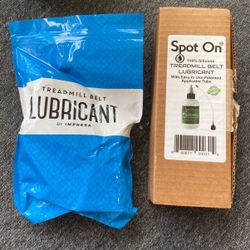 TREADMILL BELT
LUBRICANT
BY IMPRESA
Spot On®
100% Silicone
TREADMILL BELT
LUBRICANT
With Easy to Use Patented
Applicator Tube